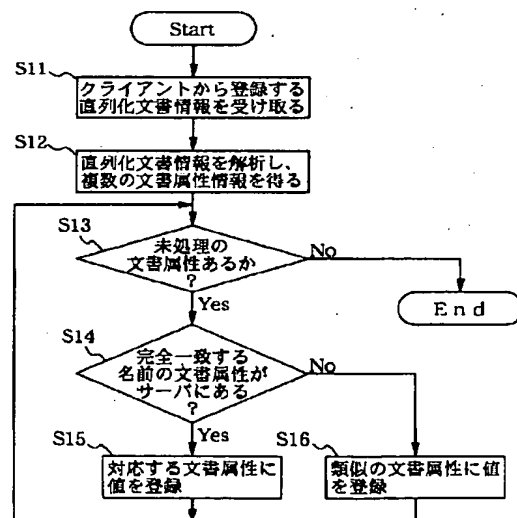 Start
S11
クライアントから登録する
直列化文書情報を受け取る
S12
直列化文書情報を解析し、
複数の文書属性情報を得る
S13
未処理の
文書属性あるか
?
No
Yes
End
S14
完全一致する
名前の文書属性が
サーバにある
?
No
Yes
S15
対応する文書属性に
値を登録
S16
類似の文書属性に値
を登録